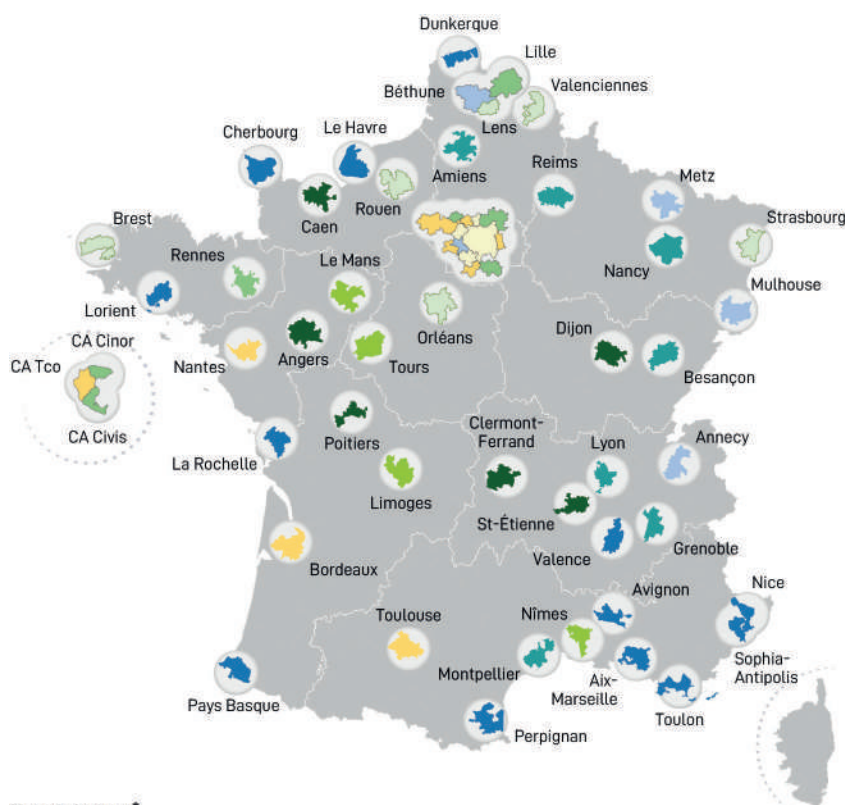 Dunkerque
Lille
Béthune
Valenciennes
Lens
Cherbourg
Le Havre
Amiens
Reims
Metz
Caen
Rouen
Strasbourg
Brest
Rennes
Le Mans
Nancy
Mulhouse
Lorient
Orléans
Dijon
CA Cinor
CA Tco
Nantes
Angers
Tours
Besançon
CA Civis
Poitiers
Clermont-
Ferrand
Lyon
Annecy
La Rochelle
Limoges
St-Étienne
Valence
Grenoble
Bordeaux
Avignon
Nice
Toulouse
Nîmes
Montpellier
Aix-
Marseille
Sophia-
Antipolis
Pays Basque
Toulon
Perpignan